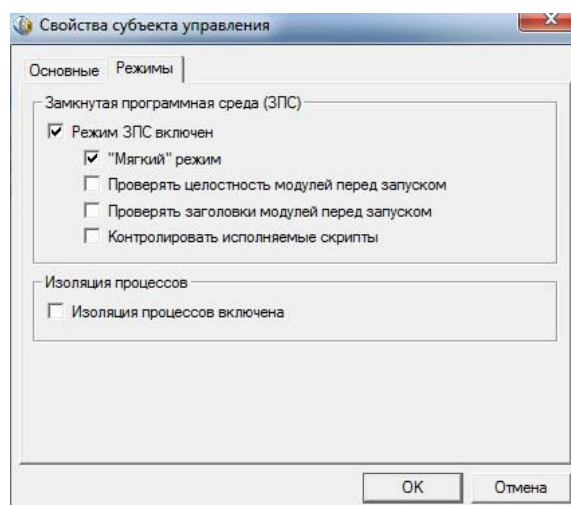 Свойства субъекта управления
Основные Режимы
Замкнутая программная среда (ЗПС)
Режим ЗПС включен
"Мягкий" режим
Проверять целостность модулей перед запуском
Проверять заголовки модулей перед запуском
Контролировать исполняемые скрипты
Изоляция процессов
Изоляция процессов включена
ОК Отмена